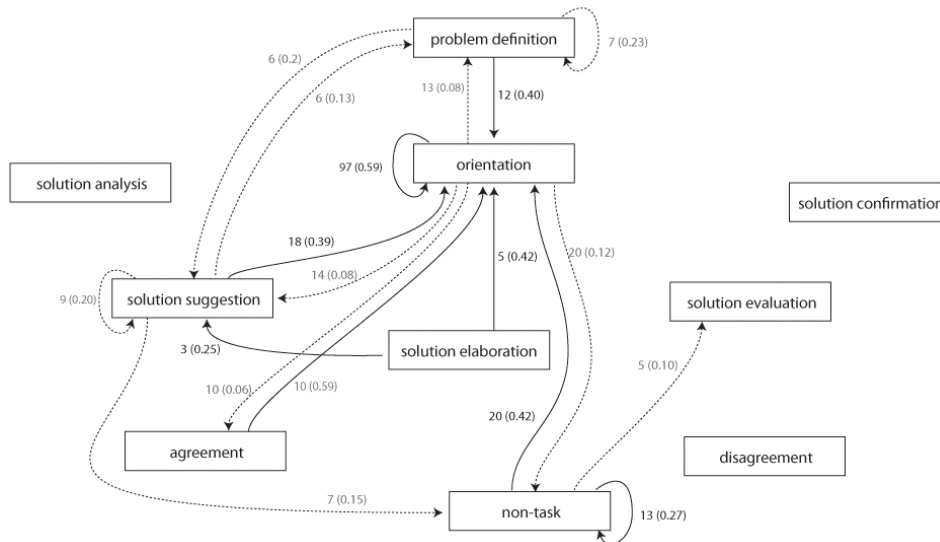 problem definition
7 (0.23)
6 (0.2)
6 (0.13)
13 (0.08)
12 (0.40)
97 (0.59)
orientation
solution analysis
solution confirmation
18 (0.39)
5 (0.42)
20 (0.12)
14 (0.08)
9 (0.20)
solution suggestion
solution evaluation
3 (0.25)
solution elaboration
5 (0.10)
10 (0.06)
10 (0.59)
20 (0.42)
agreement
disagreement
7 (0.15)
non-task
13 (0.27)